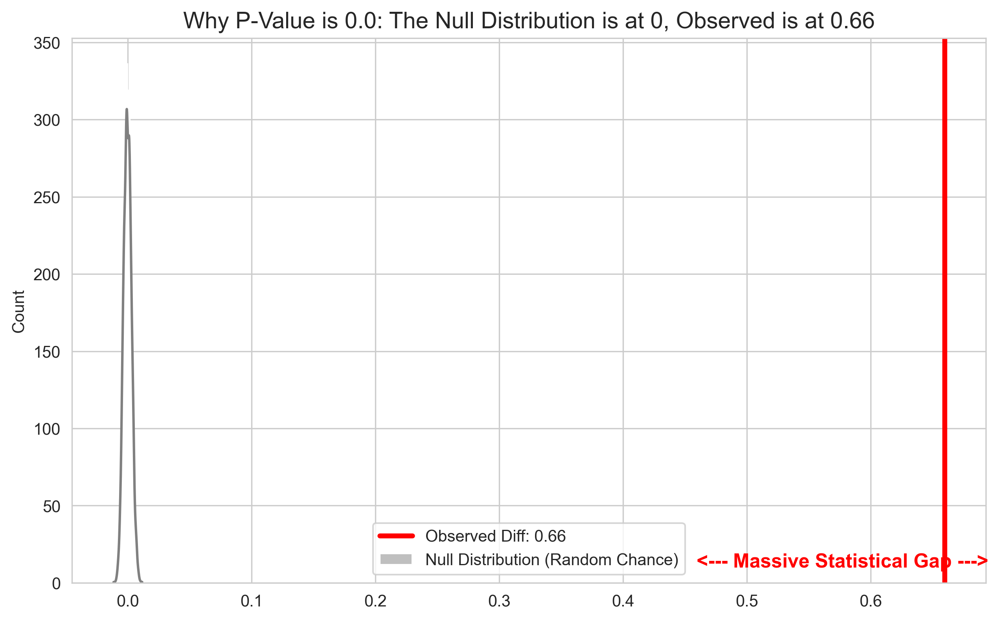 Why P-Value is 0.0: The Null Distribution is at 0, Observed is at 0.66
350
300
250
200
150
100
50
0
Count
Observed Diff: 0.66
Null Distribution (Random Chance)
<--- Massive Statistical Gap --->
0.0 0.1 0.2 0.3 0.4 0.5 0.6